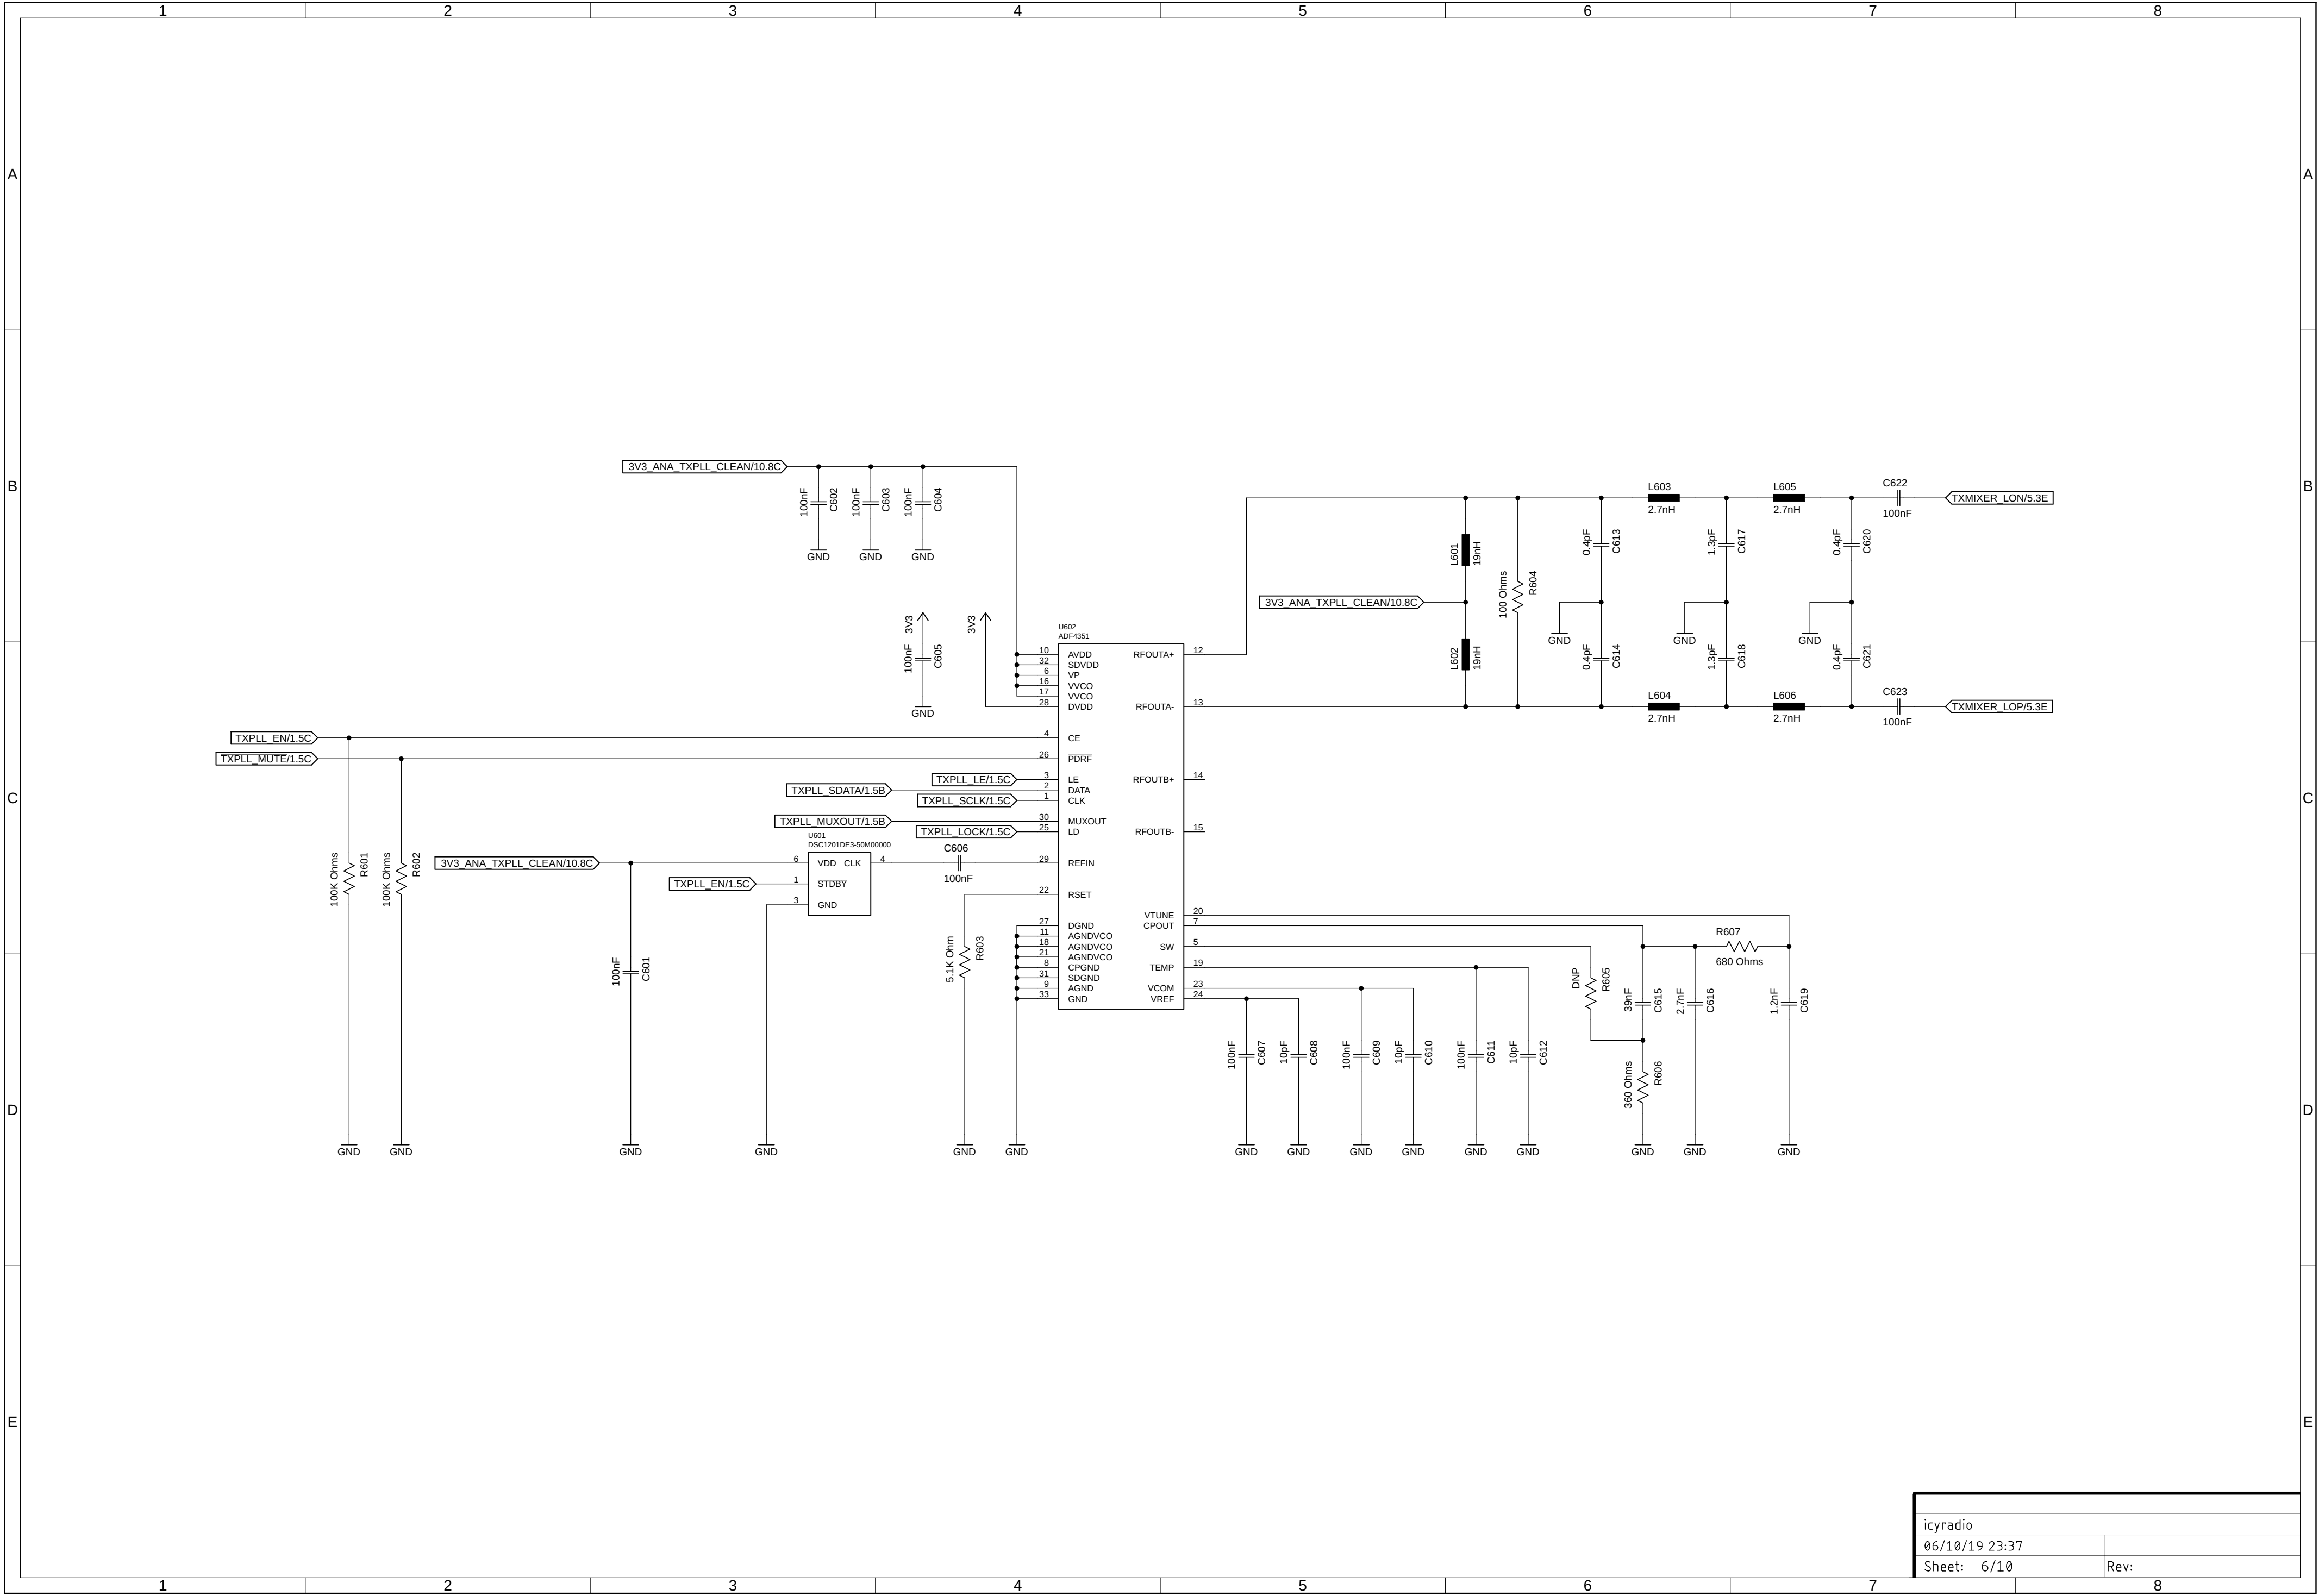 1 2 3 4 5 6 7 8
A A
B B
3V3_ANA_TXPLL_CLEAN/10.8C
100nF C602
100nF C603
100nF C604
GND GND GND
L603 L605 C622
2.7nH 2.7nH 100nF
TXMIXER_LON/5.3E
L601 19nH
100 Ohms R604
0.4pF C613
1.3pF C617
0.4pF C620
3V3_ANA_TXPLL_CLEAN/10.8C
GND GND GND
L602 19nH
0.4pF C614
1.3pF C618
0.4pF C621
L604 L606 C623
2.7nH 2.7nH 100nF
TXMIXER_LOP/5.3E
3V3 3V3
100nF C605
GND
U602
ADF4351
10 AVDD RFOUTA+ 12
32 SDVDD
6 VP
16 VVCO
17 VVCO
28 DVDD RFOUTA- 13
TXPLL_EN/1.5C 4 CE
TXPLL_MUTE/1.5C 26 PDRF
TXPLL_LE/1.5C 3 LE RFOUTB+ 14
TXPLL_SDATA/1.5B 2 DATA
TXPLL_SCLK/1.5C 1 CLK
C C
TXPLL_MUXOUT/1.5B 30 MUXOUT
TXPLL_LOCK/1.5C 25 LD RFOUTB- 15
U601
DSC1201DE3-50M00000
3V3_ANA_TXPLL_CLEAN/10.8C 6 VDD CLK 4
TXPLL_EN/1.5C 1 STDBY
3 GND
C606
100nF
29 REFIN
22 RSET
100K Ohms R601
100K Ohms R602
100nF C601
5.1K Ohm R603
VTUNE 20
27 DGND CPOUT 7
11 AGNDVCO
18 AGNDVCO SW 5
21 AGNDVCO
8 CPGND TEMP 19
31 SDGND
9 AGND VCOM 23
33 GND VREF 24
R607
680 Ohms
DNP R605
39nF C615
2.7nF C616
1.2nF C619
100nF C607
10pF C608
100nF C609
10pF C610
100nF C611
10pF C612
360 Ohms R606
D D
GND GND GND GND GND GND GND GND GND GND GND GND GND GND GND
E E
icyradio
06/10/19 23:37
Sheet: 6/10 Rev:
1 2 3 4 5 6 7 8